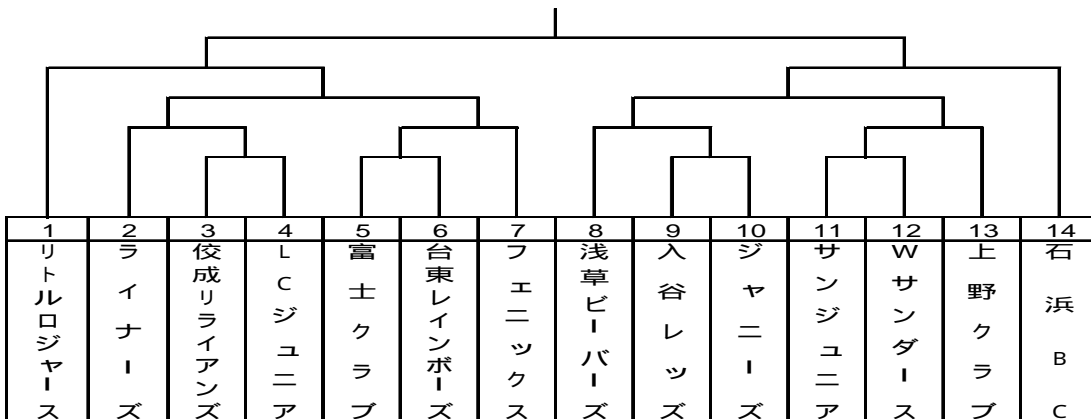 1 2 3 4 5 6 7 8 9 10 11 12 13 14
リトルロジャース
ライナーズ
佼成リライアンズ
LCジュニア
富士クラブ
台東レインボーズ
フェニックス
浅草ビーバーズ
入谷レッズ
ジャニーズ
サンジュニア
Wサンダース
上野クラブ
石浜BC